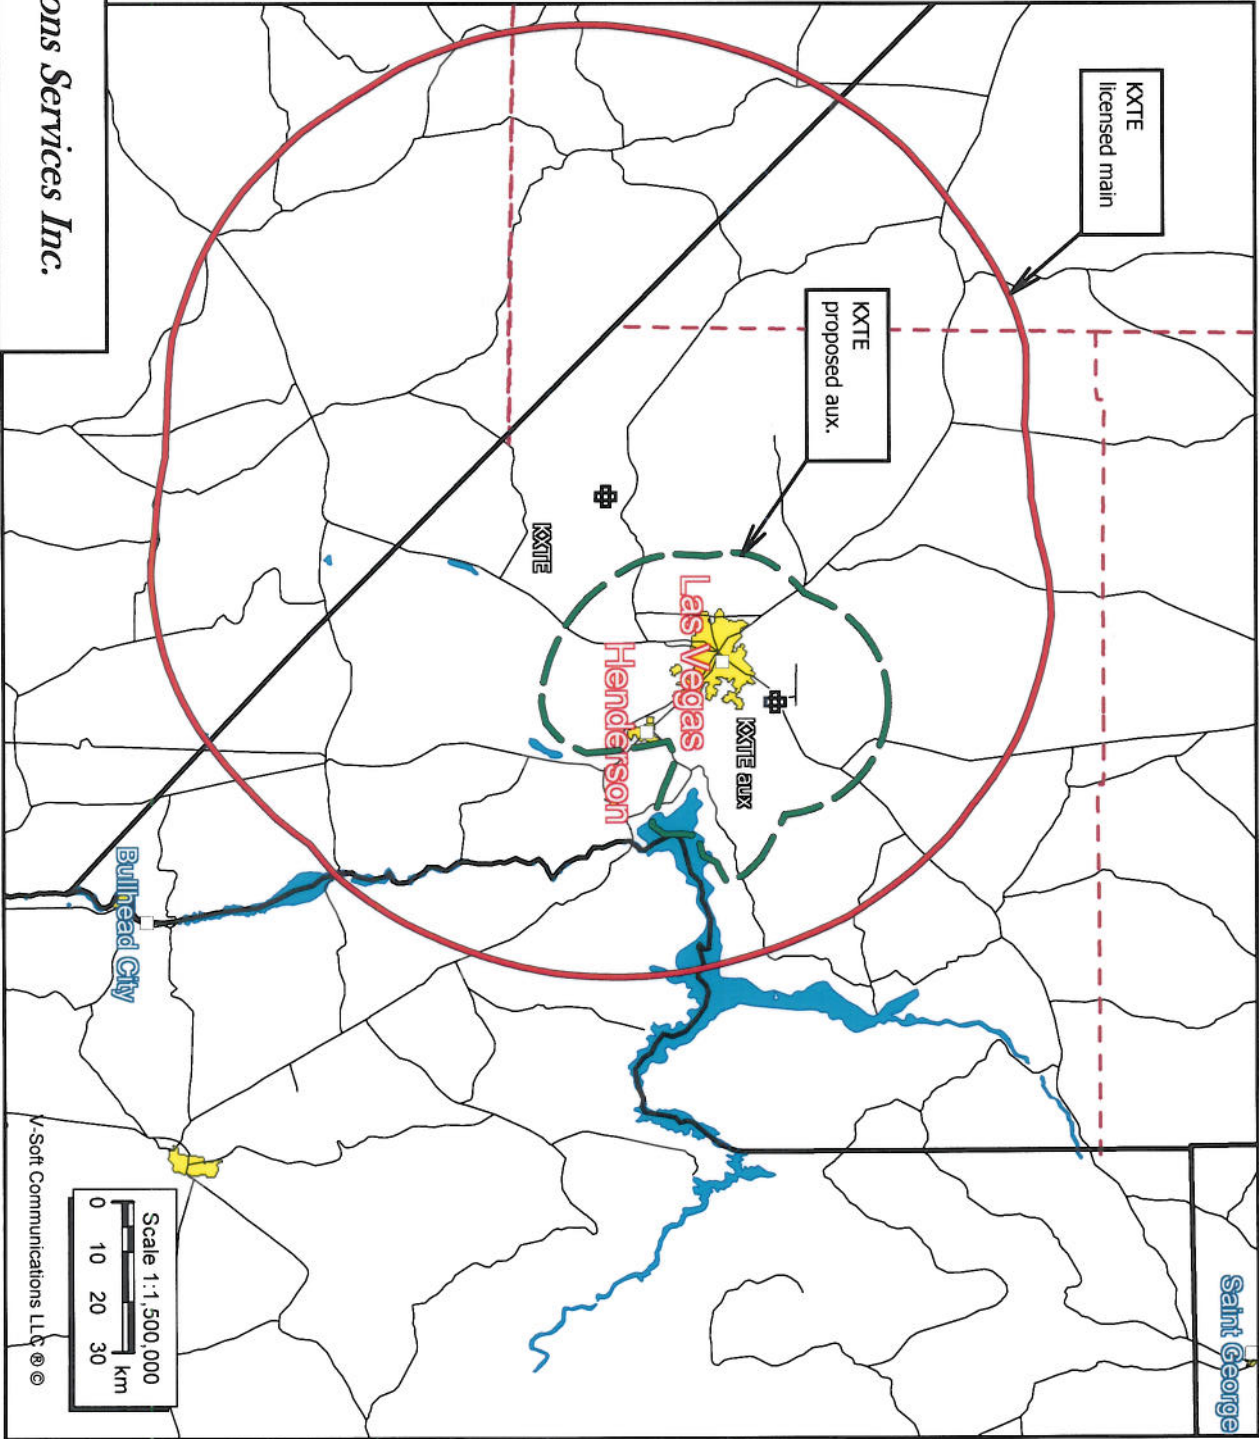 KXTE
licensed main
KXTE
proposed aux.
Saint George
KXTE aux
Las Vegas
Henderson
KXTE
Bullhead City
Scale 1:1,500,000
0 10 20 30 km
V-Soft Communications LLC ® ©
ons Services Inc.